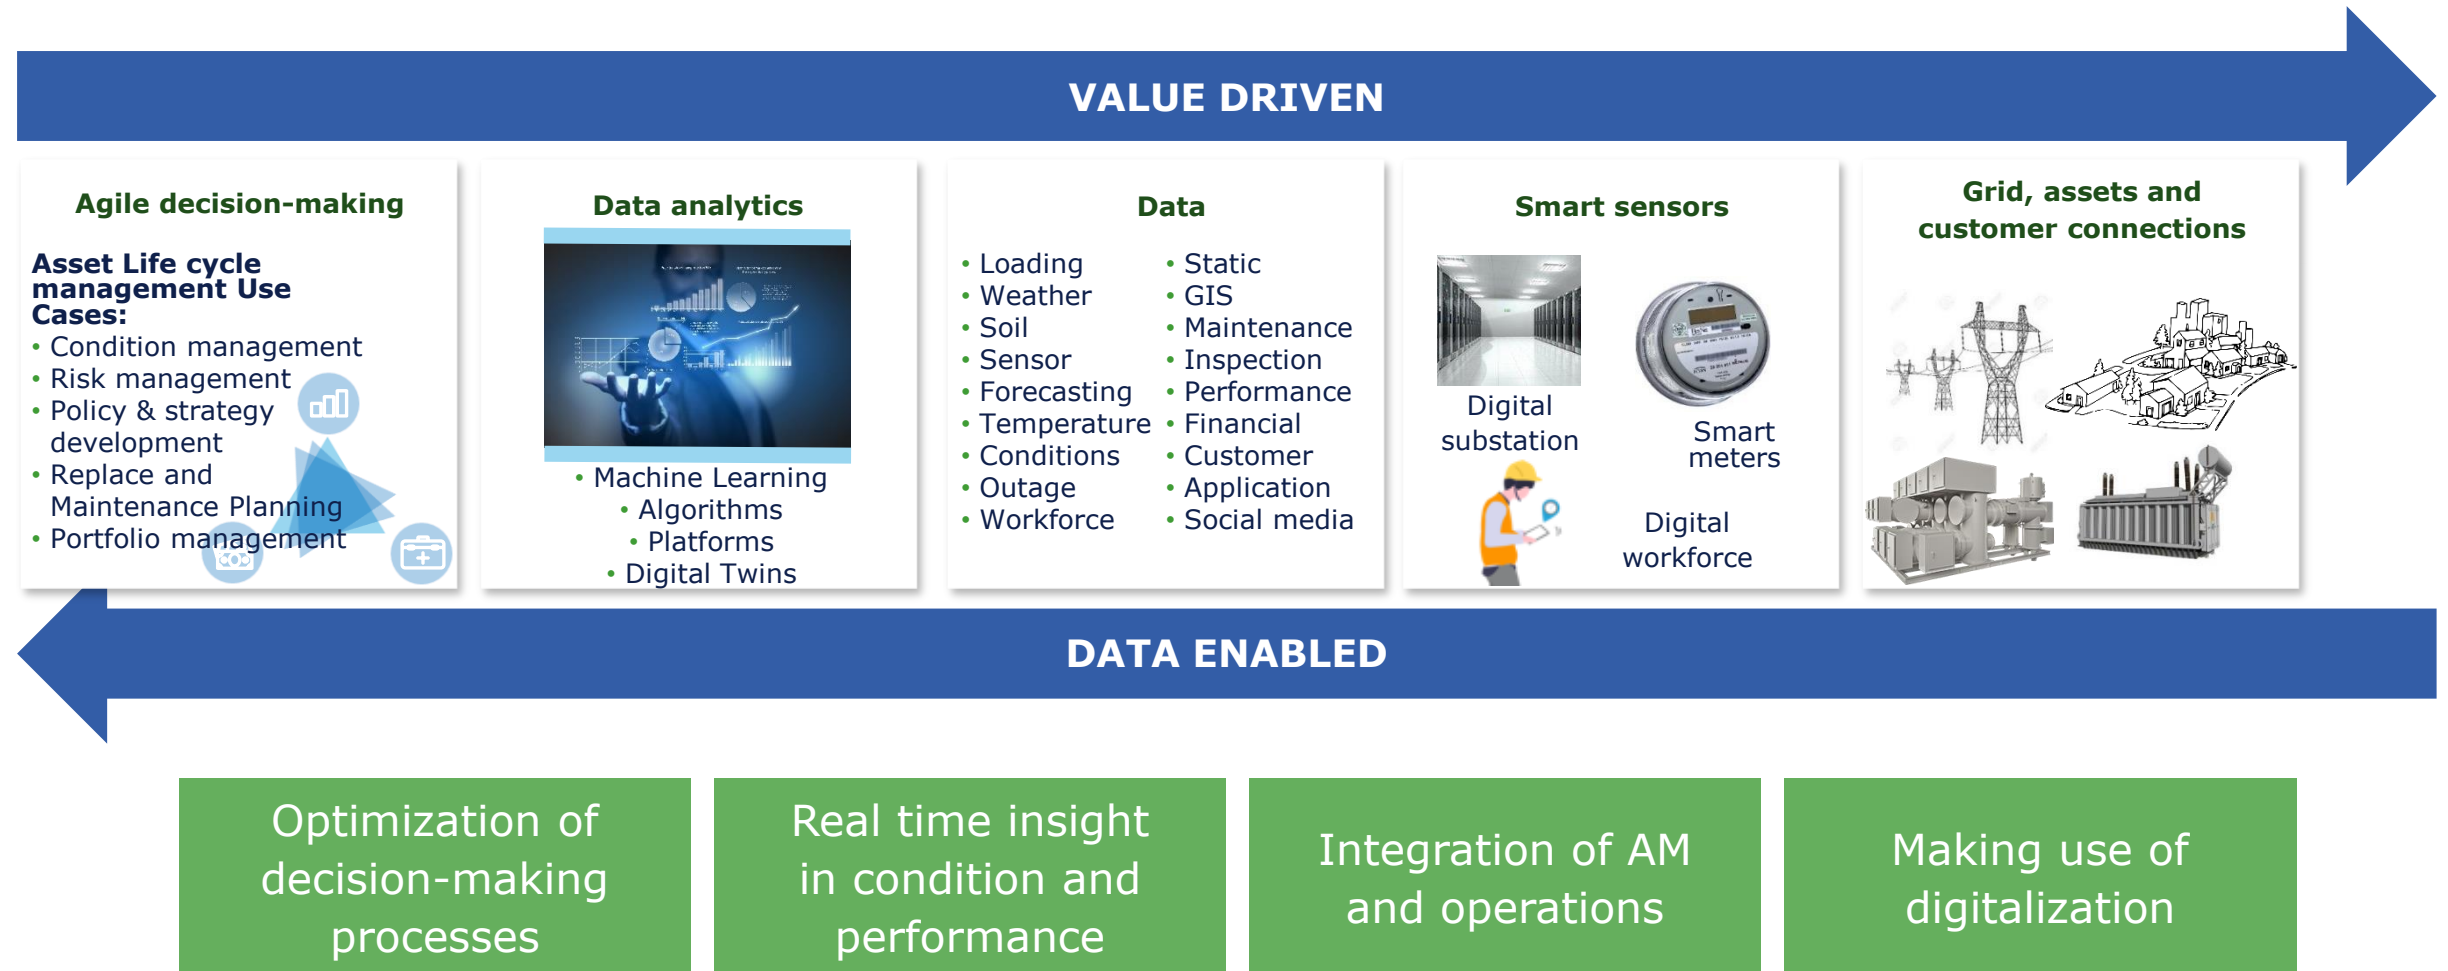 VALUE DRIVEN
Agile decision-making
Asset Life cycle
management Use
Cases:
• Condition management
• Risk management
• Policy & strategy
development
• Replace and
Maintenance Planning
• Portfolio management
Data analytics
• Machine Learning
• Algorithms
• Platforms
• Digital Twins
Data
• Loading
• Weather
• Soil
• Sensor
• Forecasting
• Temperature
• Conditions
• Outage
• Workforce
• Static
• GIS
• Maintenance
• Inspection
• Performance
• Financial
• Customer
• Application
• Social media
Smart sensors
Digital
substation
Smart
meters
Digital
workforce
Grid, assets and
customer connections
DATA ENABLED
Optimization of
decision-making
processes
Real time insight
in condition and
performance
Integration of AM
and operations
Making use of
digitalization